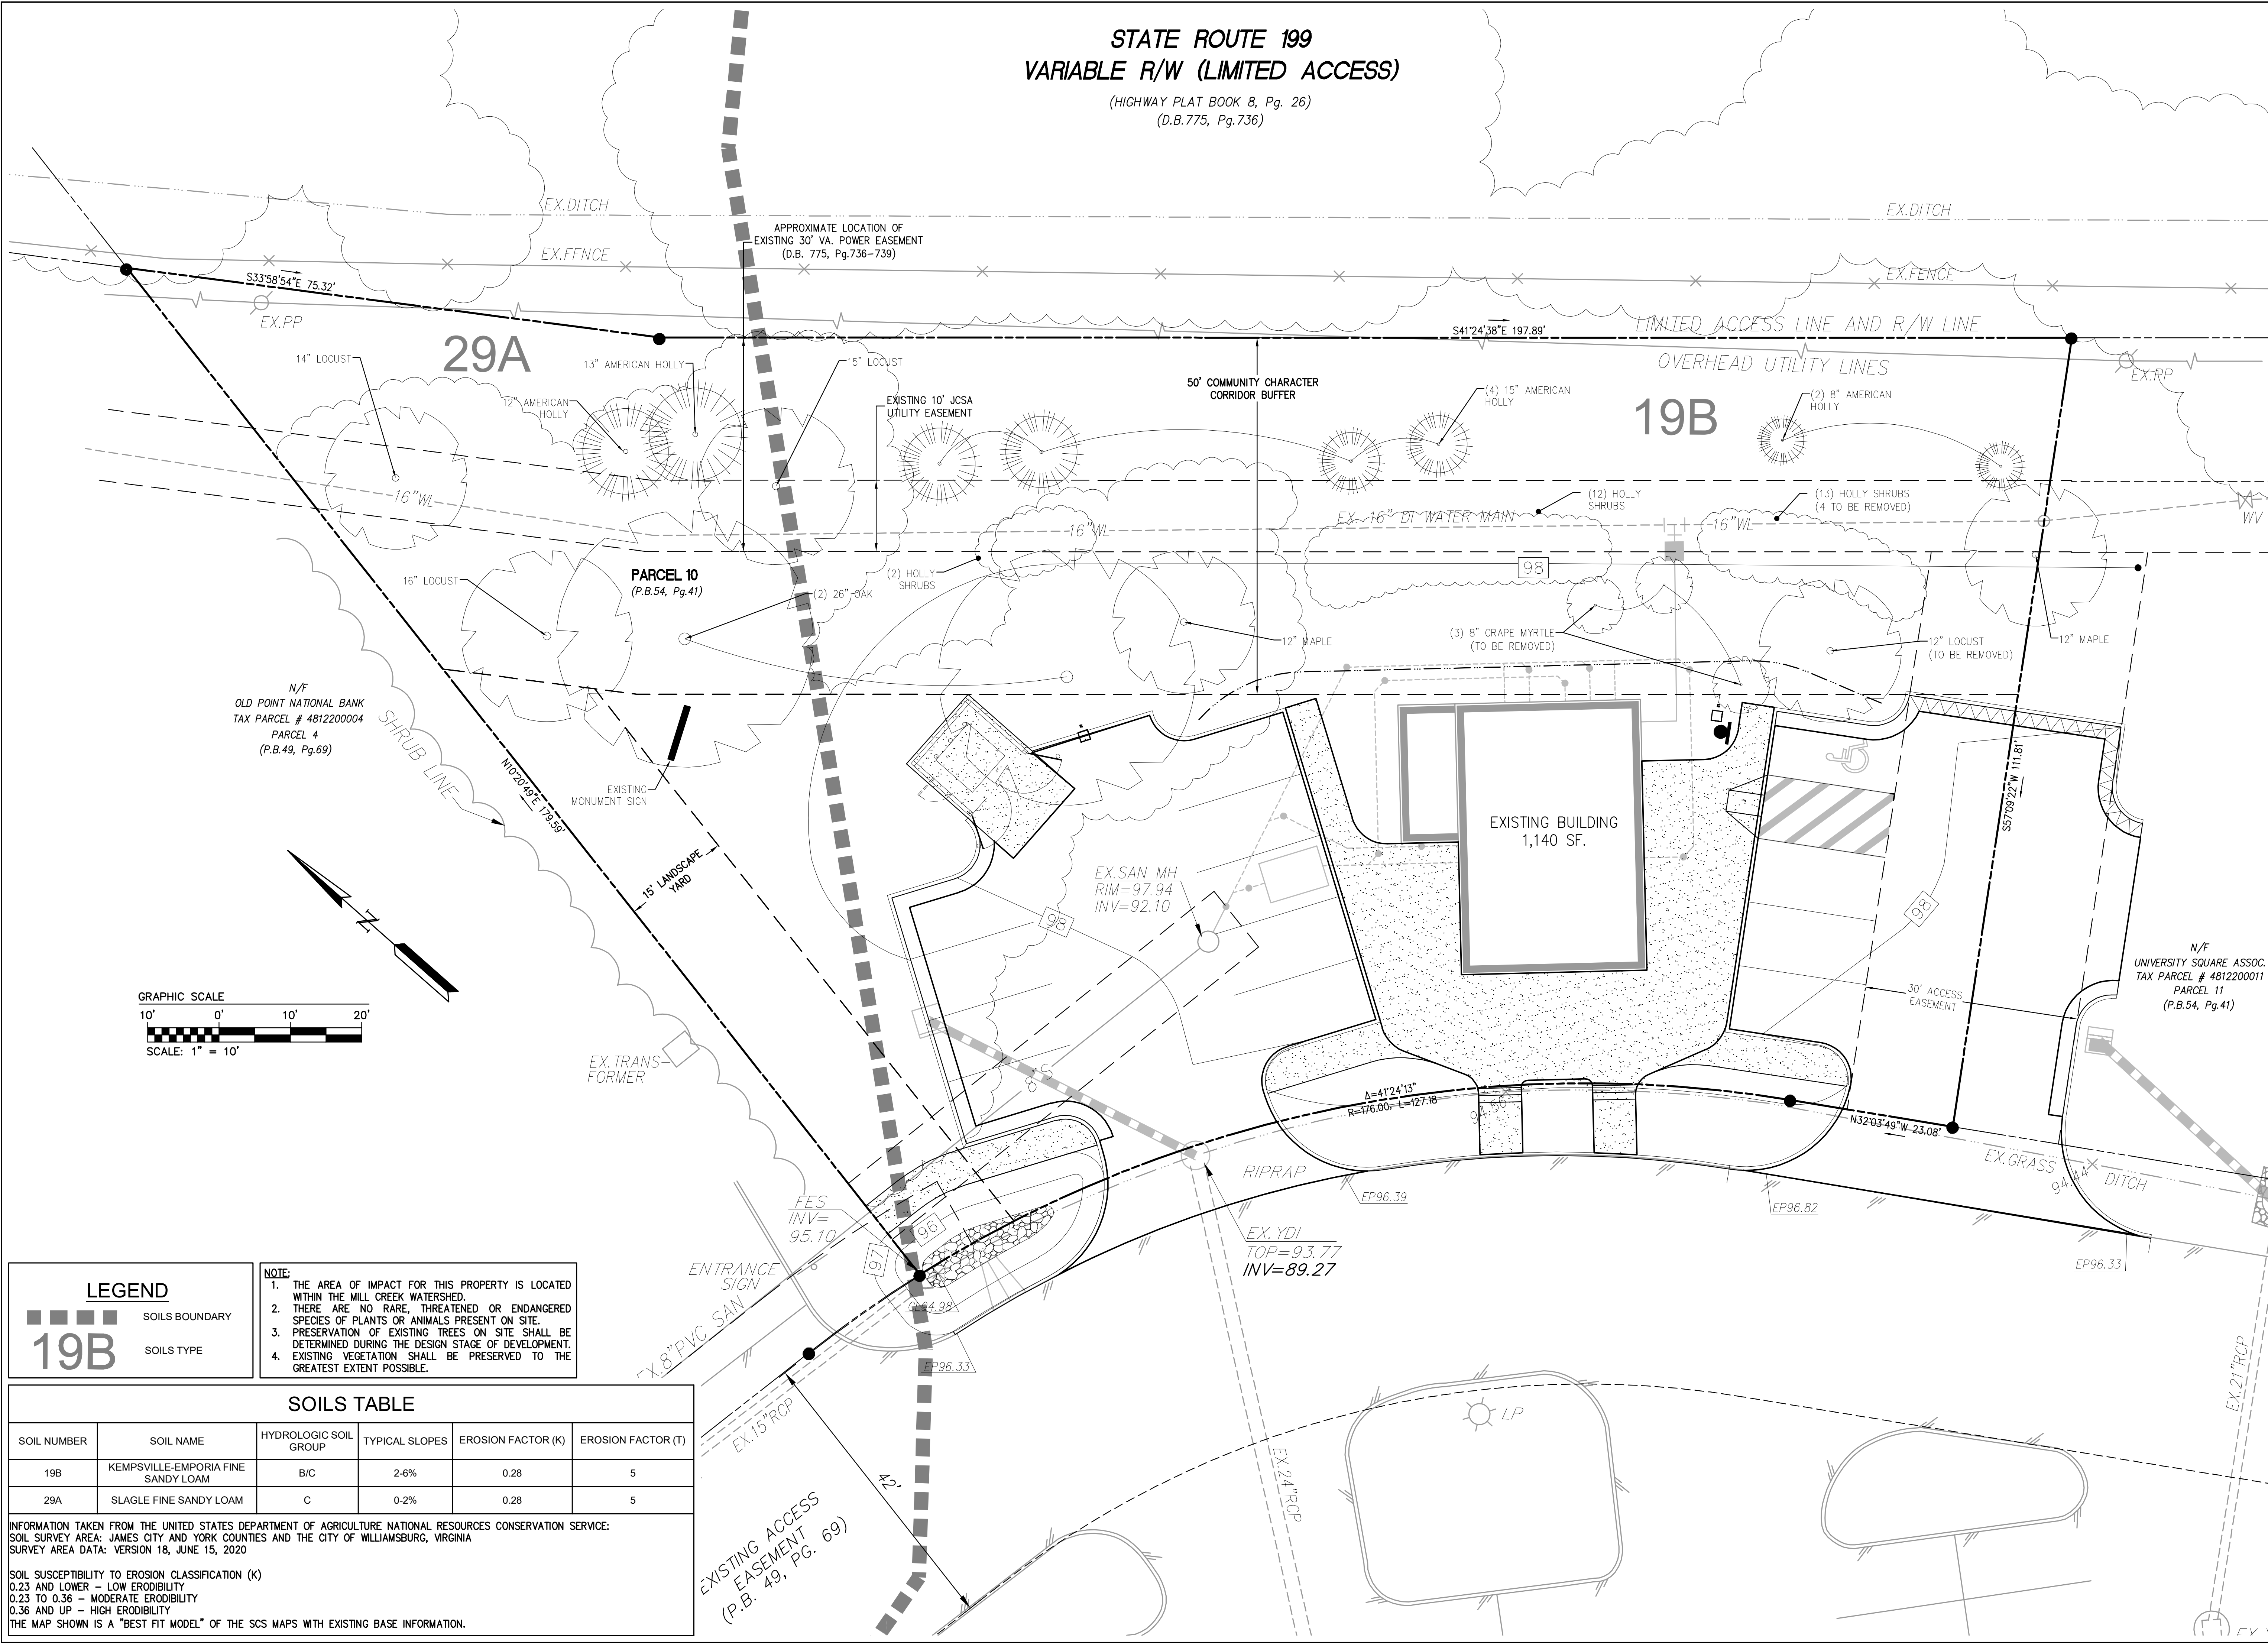 STATE ROUTE 199
VARIABLE R/W (LIMITED ACCESS)
(HIGHWAY PLAT BOOK 8, Pg. 26)
(D.B.775, Pg.736)
EX.DITCH
EX.DITCH
APPROXIMATE LOCATION OF
EXISTING 30' VA. POWER EASEMENT
(D.B. 775, Pg.736-739)
EX.FENCE
EX.FENCE
S33°58'54"E 75.32'
EX.PP
S41°24'38"E 197.89'
LIMITED ACCESS LINE AND R/W LINE
OVERHEAD UTILITY LINES
EX.PP
29A
14" LOCUST
13" AMERICAN HOLLY
15" LOCUST
12" AMERICAN
HOLLY
EXISTING 10' JCSA
UTILITY EASEMENT
50' COMMUNITY CHARACTER
CORRIDOR BUFFER
(4) 15" AMERICAN
HOLLY
19B
(2) 8" AMERICAN
HOLLY
16"WL
16"WL
EX. 16" DI WATER MAIN
(12) HOLLY
SHRUBS
16"WL
(13) HOLLY SHRUBS
(4 TO BE REMOVED)
WV
16" LOCUST
PARCEL 10
(P.B.54, Pg.41)
(2) HOLLY
SHRUBS
(2) 26" OAK
98
12" MAPLE
(3) 8" CRAPE MYRTLE
(TO BE REMOVED)
12" LOCUST
(TO BE REMOVED)
12" MAPLE
N/F
OLD POINT NATIONAL BANK
TAX PARCEL # 4812200004
PARCEL 4
(P.B.49, Pg.69)
SHRUB LINE
N10°20'49"E 179.59'
EXISTING
MONUMENT SIGN
15' LANDSCAPE
YARD
S57°09'22"W 111.81'
EXISTING BUILDING
1,140 SF.
EX.SAN MH
RIM=97.94
INV=92.10
98
98
N/F
UNIVERSITY SQUARE ASSOC.
TAX PARCEL # 4812200011
PARCEL 11
(P.B.54, Pg.41)
30' ACCESS
EASEMENT
N
GRAPHIC SCALE
10' 0' 10' 20'
SCALE: 1" = 10'
EX.TRANS-
FORMER
8"S
Δ=41°24'13"
R=176.00, L=127.18
94.56
N32°03'49"W 23.08'
EX.GRASS DITCH
94.44
RIPRAP
EP96.39
EP96.82
EP96.33
FES
INV=
95.10
96
97
EX.YDI
TOP=93.77
INV=89.27
ENTRANCE
SIGN
EX.8"PVC SAN
GL94.98
EP96.33
EX.15"RCP
42'
EXISTING ACCESS
EASEMENT
(P.B. 49, PG. 69)
EX.24"RCP
LP
EX.21"RCP
LEGEND
SOILS BOUNDARY
19B SOILS TYPE
NOTE:
1. THE AREA OF IMPACT FOR THIS PROPERTY IS LOCATED
WITHIN THE MILL CREEK WATERSHED.
2. THERE ARE NO RARE, THREATENED OR ENDANGERED
SPECIES OF PLANTS OR ANIMALS PRESENT ON SITE.
3. PRESERVATION OF EXISTING TREES ON SITE SHALL BE
DETERMINED DURING THE DESIGN STAGE OF DEVELOPMENT.
4. EXISTING VEGETATION SHALL BE PRESERVED TO THE
GREATEST EXTENT POSSIBLE.
SOILS TABLE
SOIL NUMBER SOIL NAME HYDROLOGIC SOIL GROUP TYPICAL SLOPES EROSION FACTOR (K) EROSION FACTOR (T)
19B KEMPSVILLE-EMPORIA FINE SANDY LOAM B/C 2-6% 0.28 5
29A SLAGLE FINE SANDY LOAM C 0-2% 0.28 5
INFORMATION TAKEN FROM THE UNITED STATES DEPARTMENT OF AGRICULTURE NATIONAL RESOURCES CONSERVATION SERVICE:
SOIL SURVEY AREA: JAMES CITY AND YORK COUNTIES AND THE CITY OF WILLIAMSBURG, VIRGINIA
SURVEY AREA DATA: VERSION 18, JUNE 15, 2020
SOIL SUSCEPTIBILITY TO EROSION CLASSIFICATION (K)
0.23 AND LOWER - LOW ERODIBILITY
0.23 TO 0.36 - MODERATE ERODIBILITY
0.36 AND UP - HIGH ERODIBILITY
THE MAP SHOWN IS A "BEST FIT MODEL" OF THE SCS MAPS WITH EXISTING BASE INFORMATION.